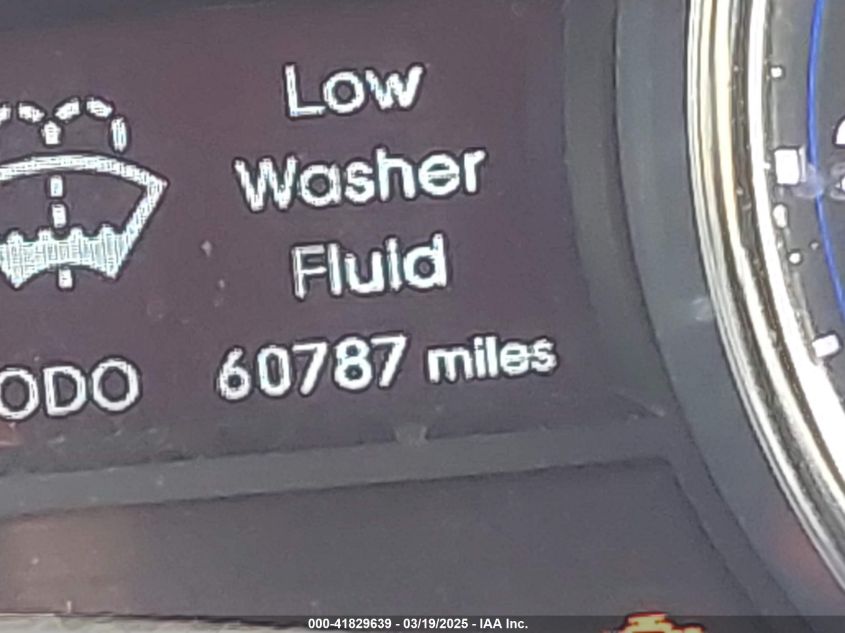 Low
Washer
Fluid
ODO 60787 miles
000-41829639 - 03/19/2025 - IAA Inc.